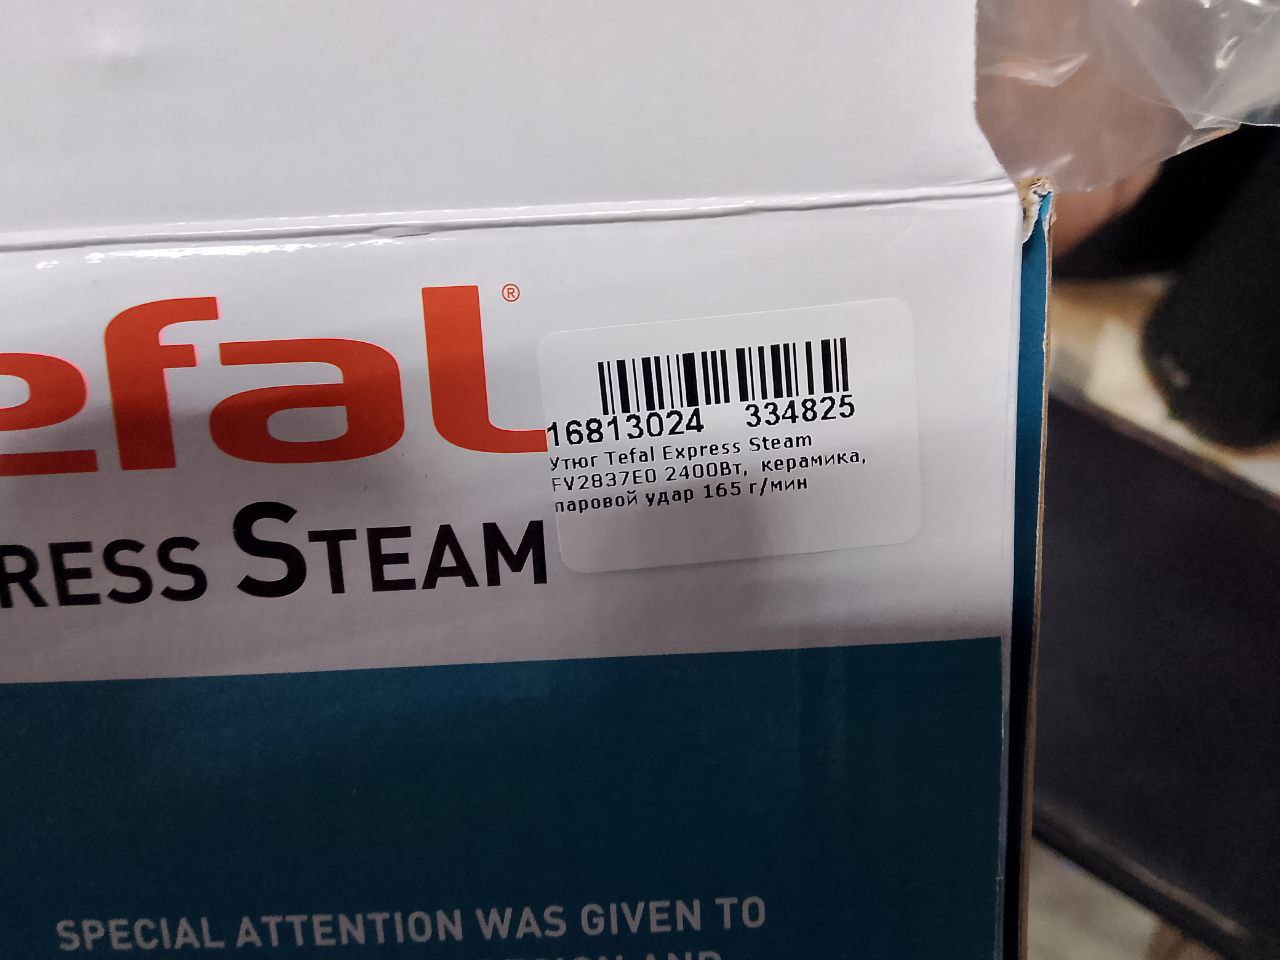 efal®
RESS STEAM
16813024 334825
Утюг Tefal Express Steam
FV2837E0 2400Вт, керамика,
паровой удар 165 г/мин
SPECIAL ATTENTION WAS GIVEN TO
AND